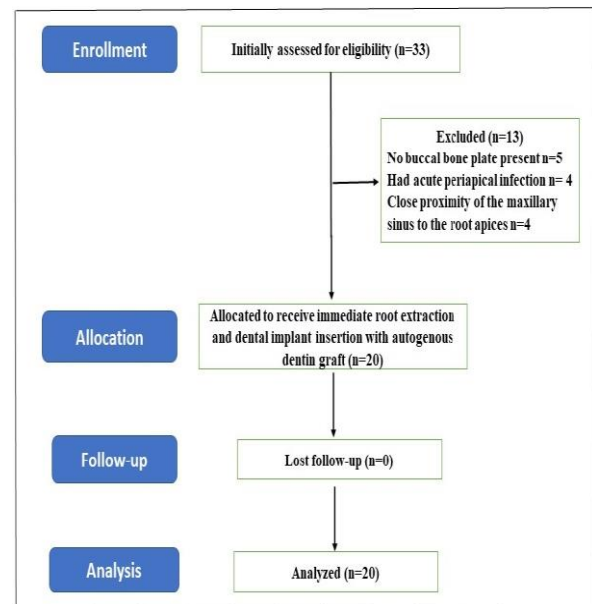 Enrollment
Initially assessed for eligibility (n=33)
Excluded (n=13)
No buccal bone plate present n=5
Had acute periapical infection n= 4
Close proximity of the maxillary
sinus to the root apices n=4
Allocation
Allocated to receive immediate root extraction
and dental implant insertion with autogenous
dentin graft (n=20)
Follow-up
Lost follow-up (n=0)
Analysis
Analyzed (n=20)